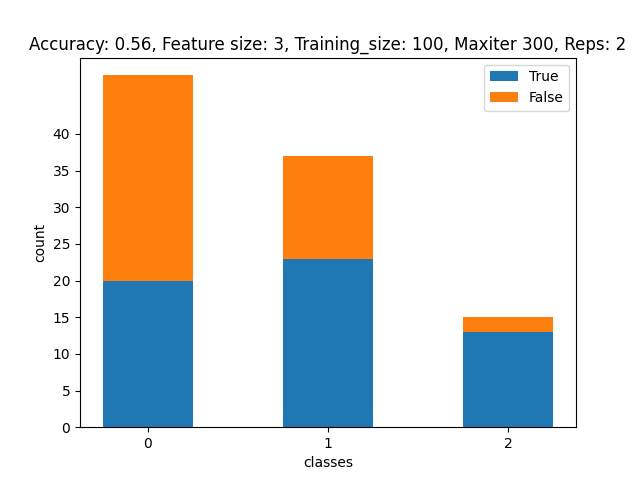 Accuracy: 0.56, Feature size: 3, Training_size: 100, Maxiter 300, Reps: 2
True
False
40
35
30
25
20
15
10
5
0
count
0 1 2
classes